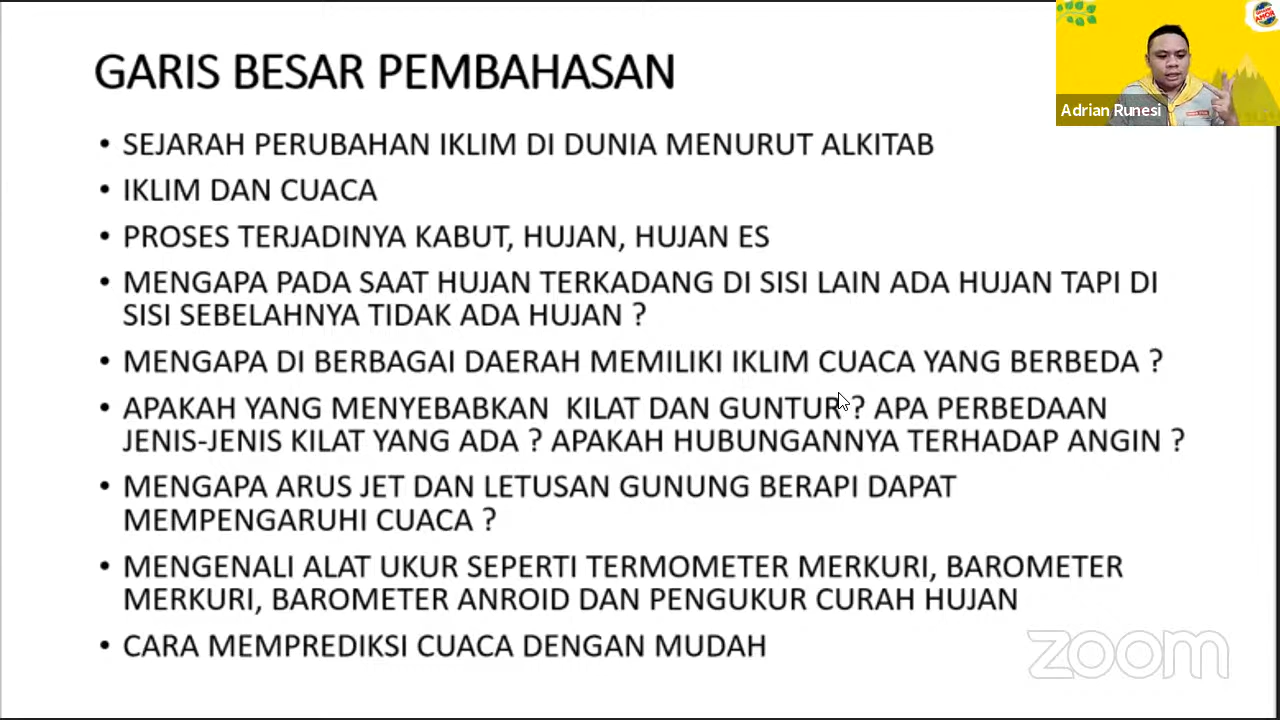 GARIS BESAR PEMBAHASAN
Adrian Runesi
• SEJARAH PERUBAHAN IKLIM DI DUNIA MENURUT ALKITAB
• IKLIM DAN CUACA
• PROSES TERJADINYA KABUT, HUJAN, HUJAN ES
• MENGAPA PADA SAAT HUJAN TERKADANG DI SISI LAIN ADA HUJAN TAPI DI
SISI SEBELAHNYA TIDAK ADA HUJAN ?
• MENGAPA DI BERBAGAI DAERAH MEMILIKI IKLIM CUACA YANG BERBEDA ?
• APAKAH YANG MENYEBABKAN KILAT DAN GUNTUR ? APA PERBEDAAN
JENIS-JENIS KILAT YANG ADA ? APAKAH HUBUNGANNYA TERHADAP ANGIN ?
• MENGAPA ARUS JET DAN LETUSAN GUNUNG BERAPI DAPAT
MEMPENGARUHI CUACA ?
• MENGENALI ALAT UKUR SEPERTI TERMOMETER MERKURI, BAROMETER
MERKURI, BAROMETER ANROID DAN PENGUKUR CURAH HUJAN
• CARA MEMPREDIKSI CUACA DENGAN MUDAH
zoom